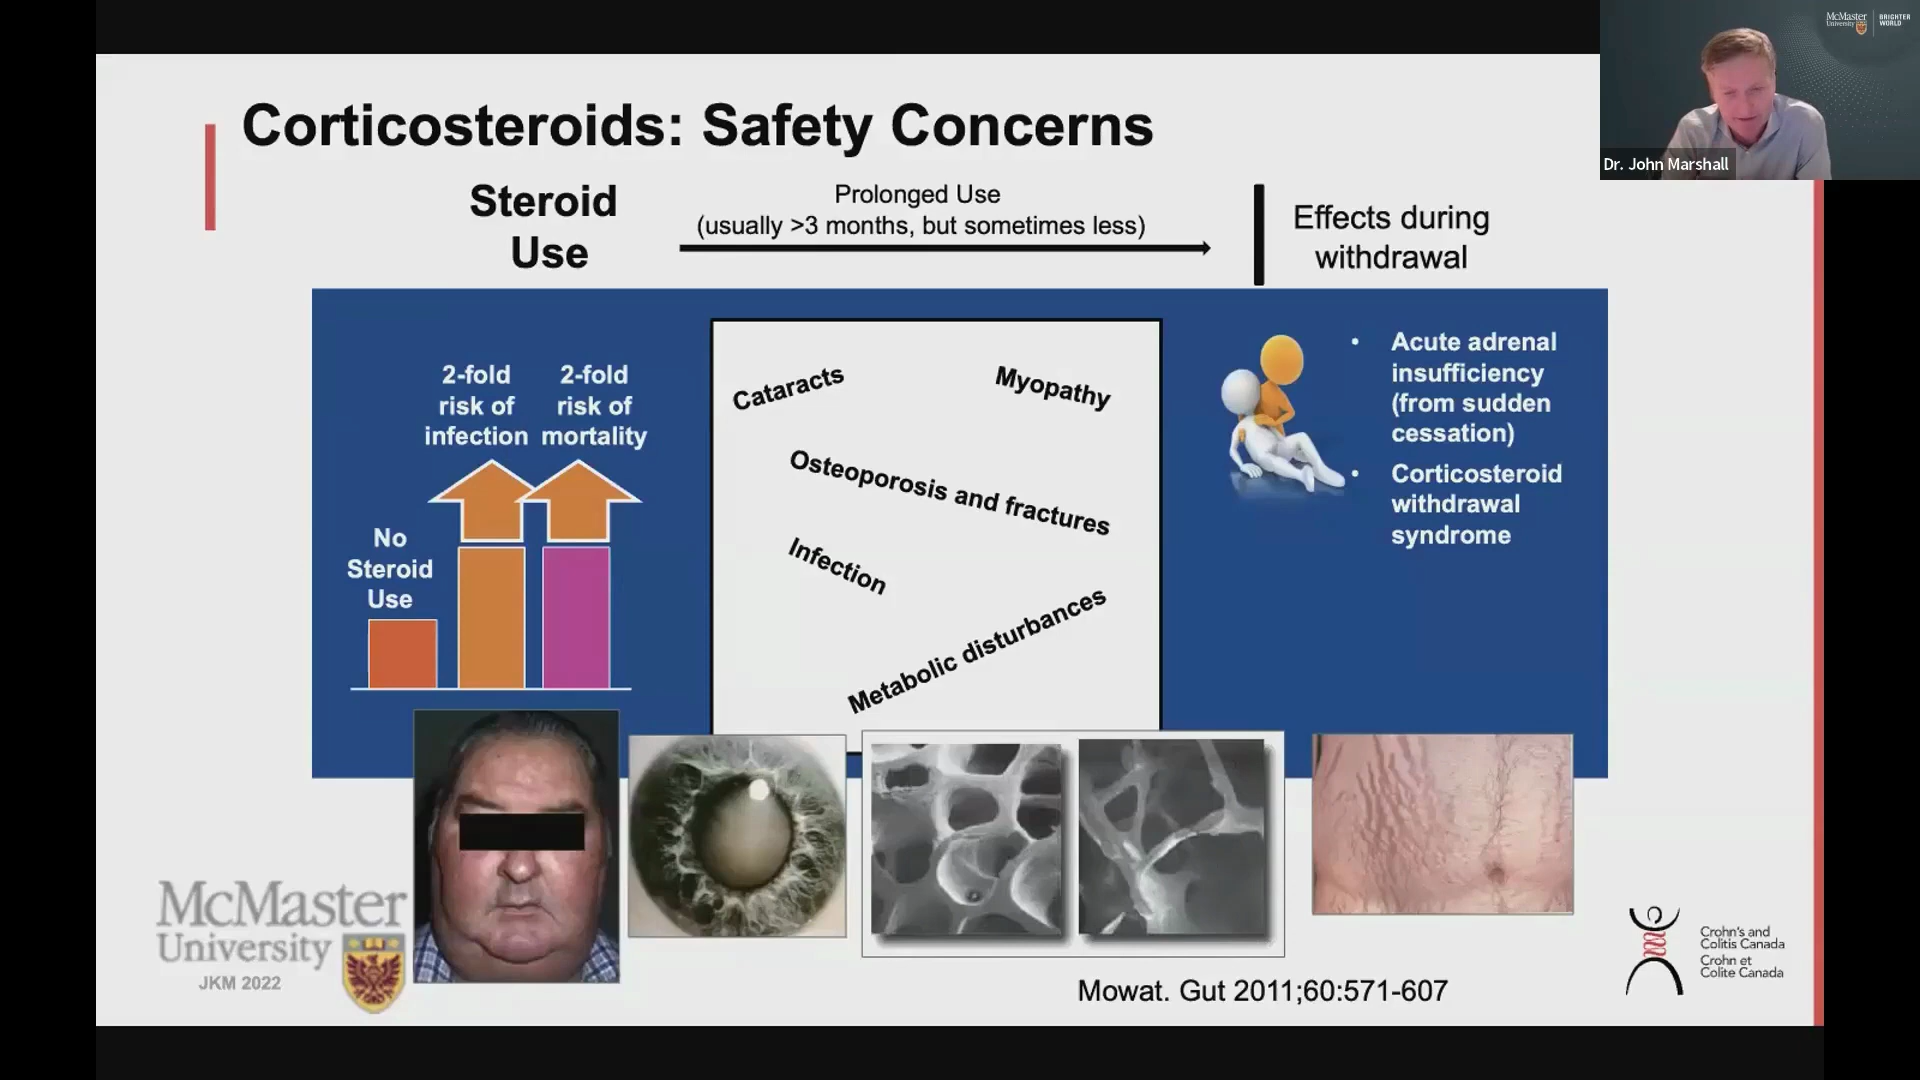 McMaster
University
BRIGHTER
WORLD
Dr. John Marshall
Corticosteroids: Safety Concerns
Steroid
Use
Prolonged Use
(usually >3 months, but sometimes less)
Effects during
withdrawal
2-fold
risk of
infection
2-fold
risk of
mortality
No
Steroid
Use
Cataracts
Myopathy
Osteoporosis and fractures
Infection
Metabolic disturbances
• Acute adrenal
insufficiency
(from sudden
cessation)
• Corticosteroid
withdrawal
syndrome
McMaster
University
JKM 2022
Mowat. Gut 2011;60:571-607
Crohn's and
Colitis Canada
Crohn et
Colite Canada